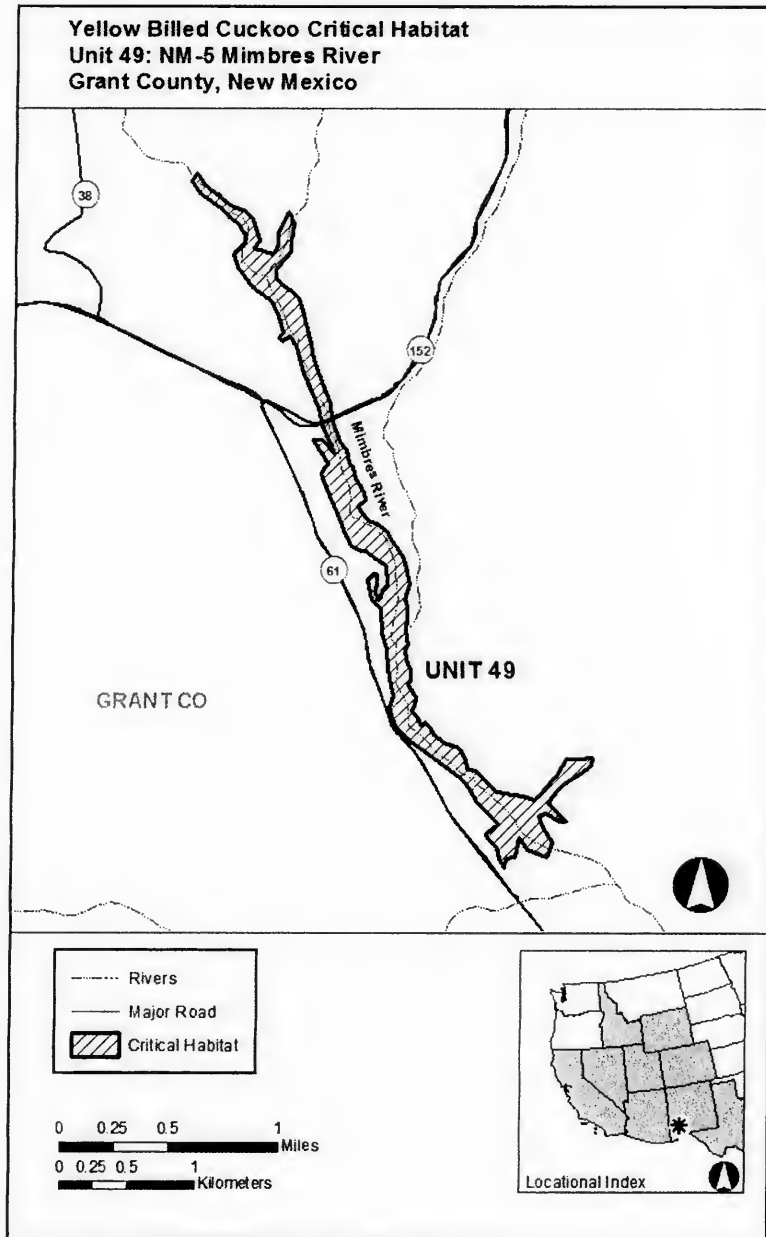 Yellow Billed Cuckoo Critical Habitat
Unit 49: NM-5 Mimbres River
Grant County, New Mexico
38
152
Mimbres River
61
UNIT 49
GRANT CO
Rivers
Major Road
Critical Habitat
0 0.25 0.5 1
Miles
0 0.25 0.5 1
Kilometers
Locational Index